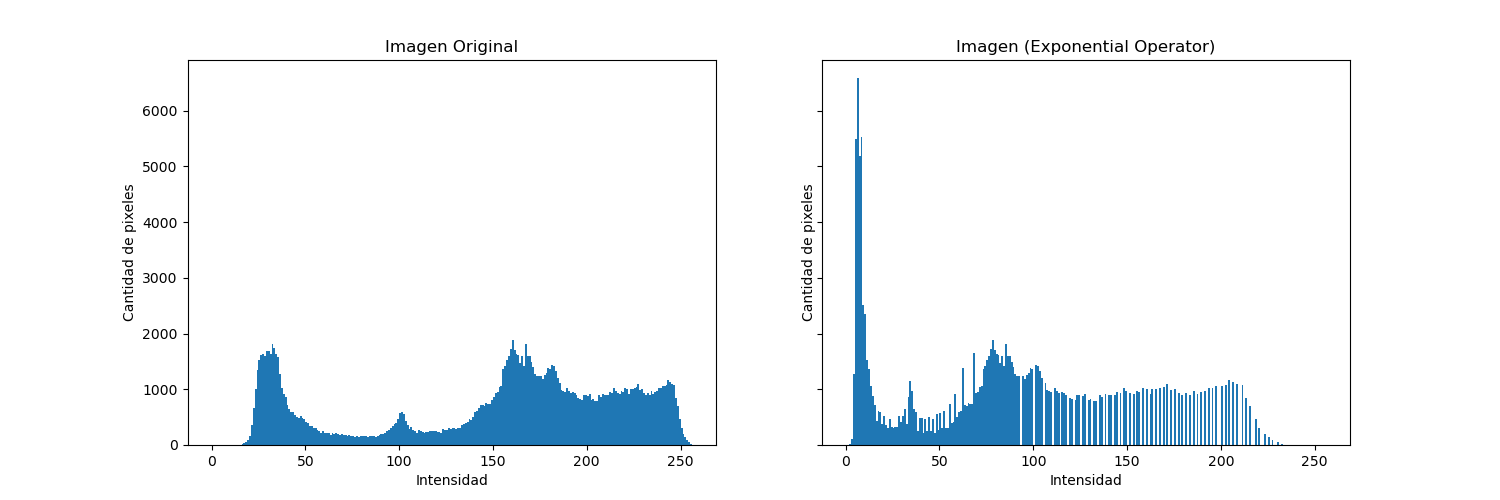 Imagen Original
Cantidad de pixeles
6000
5000
4000
3000
2000
1000
0
0 50 100 150 200 250
Intensidad
Imagen (Exponential Operator)
Cantidad de pixeles
0 50 100 150 200 250
Intensidad